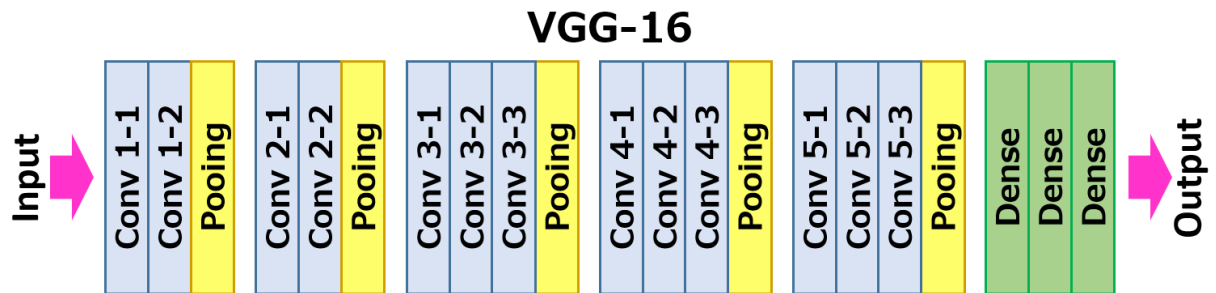 VGG-16
Input
Conv 1-1
Conv 1-2
Pooing
Conv 2-1
Conv 2-2
Pooing
Conv 3-1
Conv 3-2
Conv 3-3
Pooing
Conv 4-1
Conv 4-2
Conv 4-3
Pooing
Conv 5-1
Conv 5-2
Conv 5-3
Pooing
Dense
Dense
Dense
Output